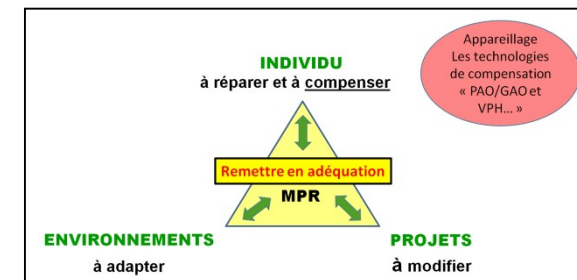 Appareillage
Les technologies
de compensation
« PAO/GAO et
VPH... »
INDIVIDU
à réparer et à compenser
Remettre en adéquation
MPR
ENVIRONNEMENTS
à adapter
PROJETS
à modifier